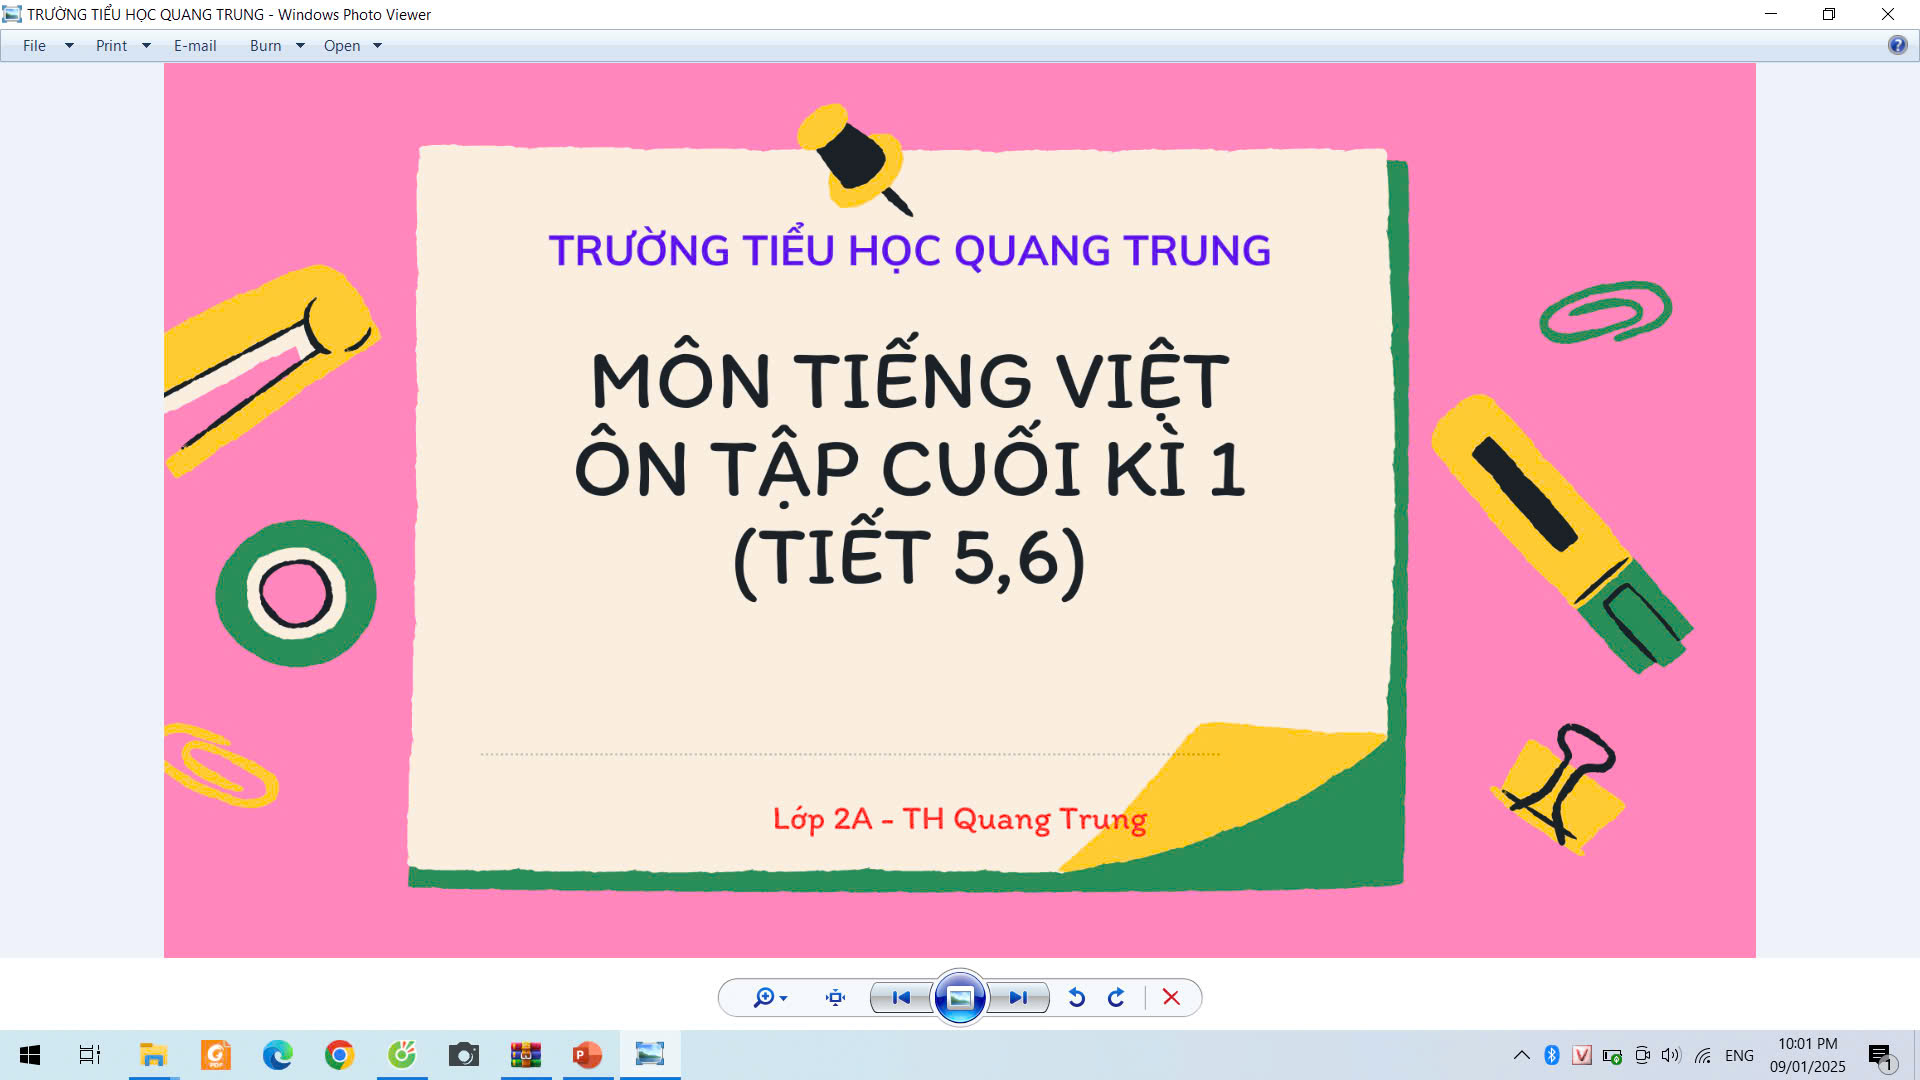 TRƯỜNG TIỂU HỌC QUANG TRUNG - Windows Photo Viewer
File Print E-mail Burn Open
TRƯỜNG TIỂU HỌC QUANG TRUNG
MÔN TIẾNG VIỆT
ÔN TẬP CUỐI KÌ 1
(TIẾT 5,6)
Lớp 2A - TH Quang Trung
ENG
10:01 PM
09/01/2025
1